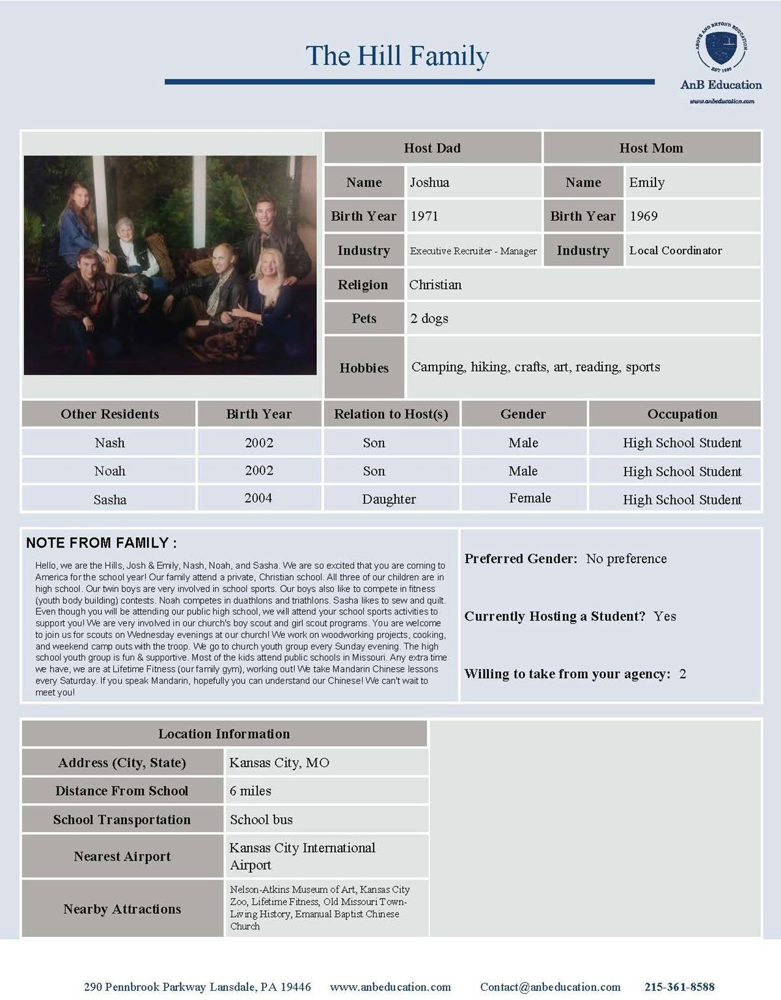 The Hill Family
ABOVE AND BEYOND EDUCATION
EST 1999
AnB Education
www.anbeducation.com
Host Dad
Host Mom
Name Joshua Name Emily
Birth Year 1971 Birth Year 1969
Industry Executive Recruiter - Manager Industry Local Coordinator
Religion Christian
Pets 2 dogs
Hobbies Camping, hiking, crafts, art, reading, sports
Other Residents Birth Year Relation to Host(s) Gender Occupation
Nash 2002 Son Male High School Student
Noah 2002 Son Male High School Student
Sasha 2004 Daughter Female High School Student
NOTE FROM FAMILY :
Hello, we are the Hills, Josh & Emily, Nash, Noah, and Sasha. We are so excited that you are coming to
America for the school year! Our family attend a private, Christian school. All three of our children are in
high school. Our twin boys are very involved in school sports. Our boys also like to compete in fitness
(youth body building) contests. Noah competes in duathlons and triathlons. Sasha likes to sew and quilt.
Even though you will be attending our public high school, we will attend your school sports activities to
support you! We are very involved in our church's boy scout and girl scout programs. You are welcome
to join us for scouts on Wednesday evenings at our church! We work on woodworking projects, cooking,
and weekend camp outs with the troop. We go to church youth group every Sunday evening. The high
school youth group is fun & supportive. Most of the kids attend public schools in Missouri. Any extra time
we have, we are at Lifetime Fitness (our family gym), working out! We take Mandarin Chinese lessons
every Saturday. If you speak Mandarin, hopefully you can understand our Chinese! We can't wait to
meet you!
Preferred Gender: No preference
Currently Hosting a Student? Yes
Willing to take from your agency: 2
Location Information
Address (City, State) Kansas City, MO
Distance From School 6 miles
School Transportation School bus
Nearest Airport Kansas City International
Airport
Nearby Attractions Nelson-Atkins Museum of Art, Kansas City
Zoo, Lifetime Fitness, Old Missouri Town-
Living History, Emanual Baptist Chinese
Church
290 Pennbrook Parkway Lansdale, PA 19446 www.anbeducation.com Contact@anbeducation.com 215-361-8588